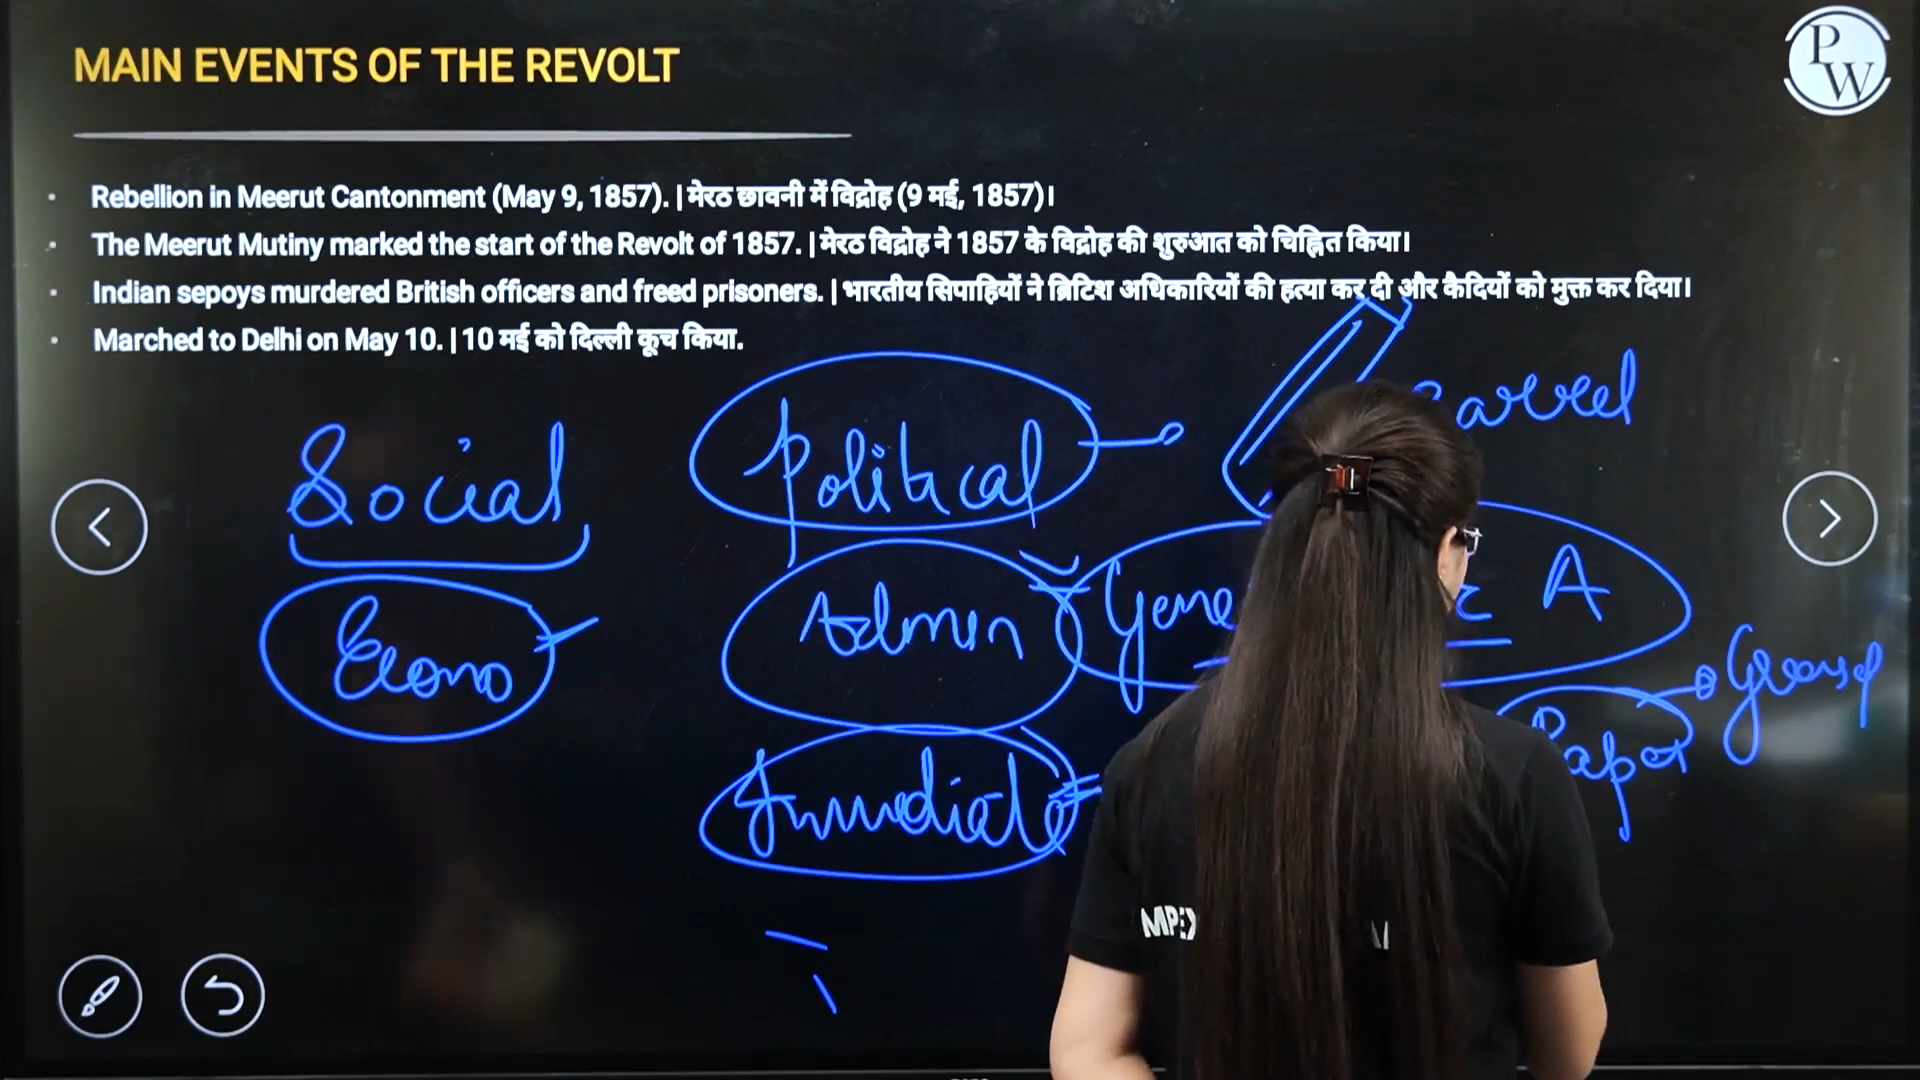 MAIN EVENTS OF THE REVOLT
PW
Rebellion in Meerut Cantonment (May 9, 1857). | मेरठ छावनी में विद्रोह (9 मई, 1857)।
The Meerut Mutiny marked the start of the Revolt of 1857. | मेरठ विद्रोह ने 1857 के विद्रोह की शुरुआत को चिह्नित किया।
Indian sepoys murdered British officers and freed prisoners. | भारतीय सिपाहियों ने ब्रिटिश अधिकारियों की हत्या कर दी और कैदियों को मुक्त कर दिया।
Marched to Delhi on May 10. | 10 मई को दिल्ली कूच किया.
Social Political
Econo Admin A
Immediate